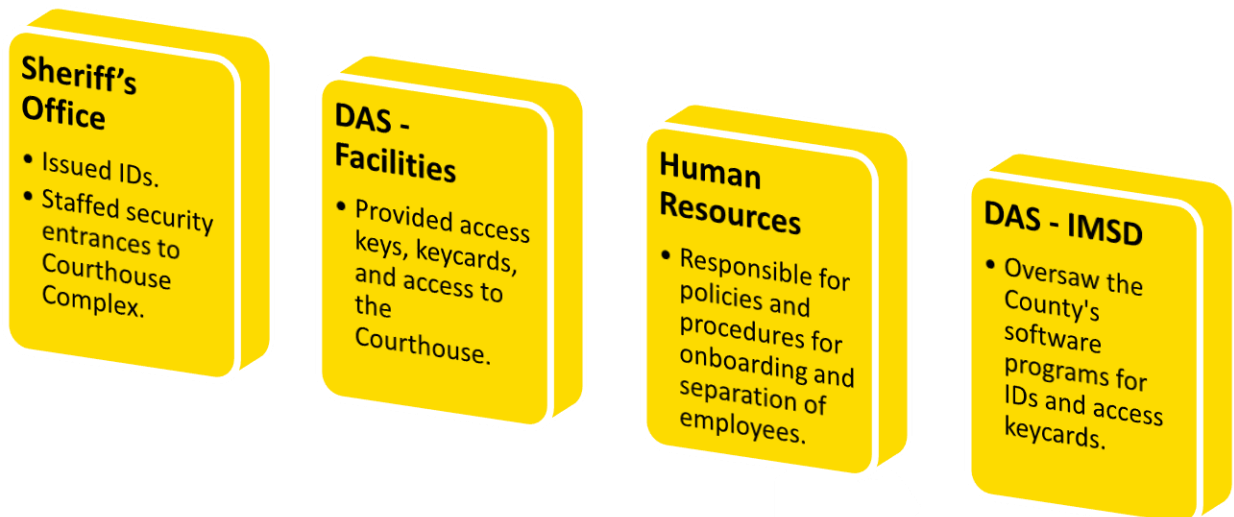 Sheriff's
Office
• Issued IDs.
• Staffed security
entrances to
Courthouse
Complex.
DAS -
Facilities
• Provided access
keys, keycards,
and access to
the
Courthouse.
Human
Resources
• Responsible for
policies and
procedures for
onboarding and
separation of
employees.
DAS - IMSD
• Oversaw the
County's
software
programs for
IDs and access
keycards.